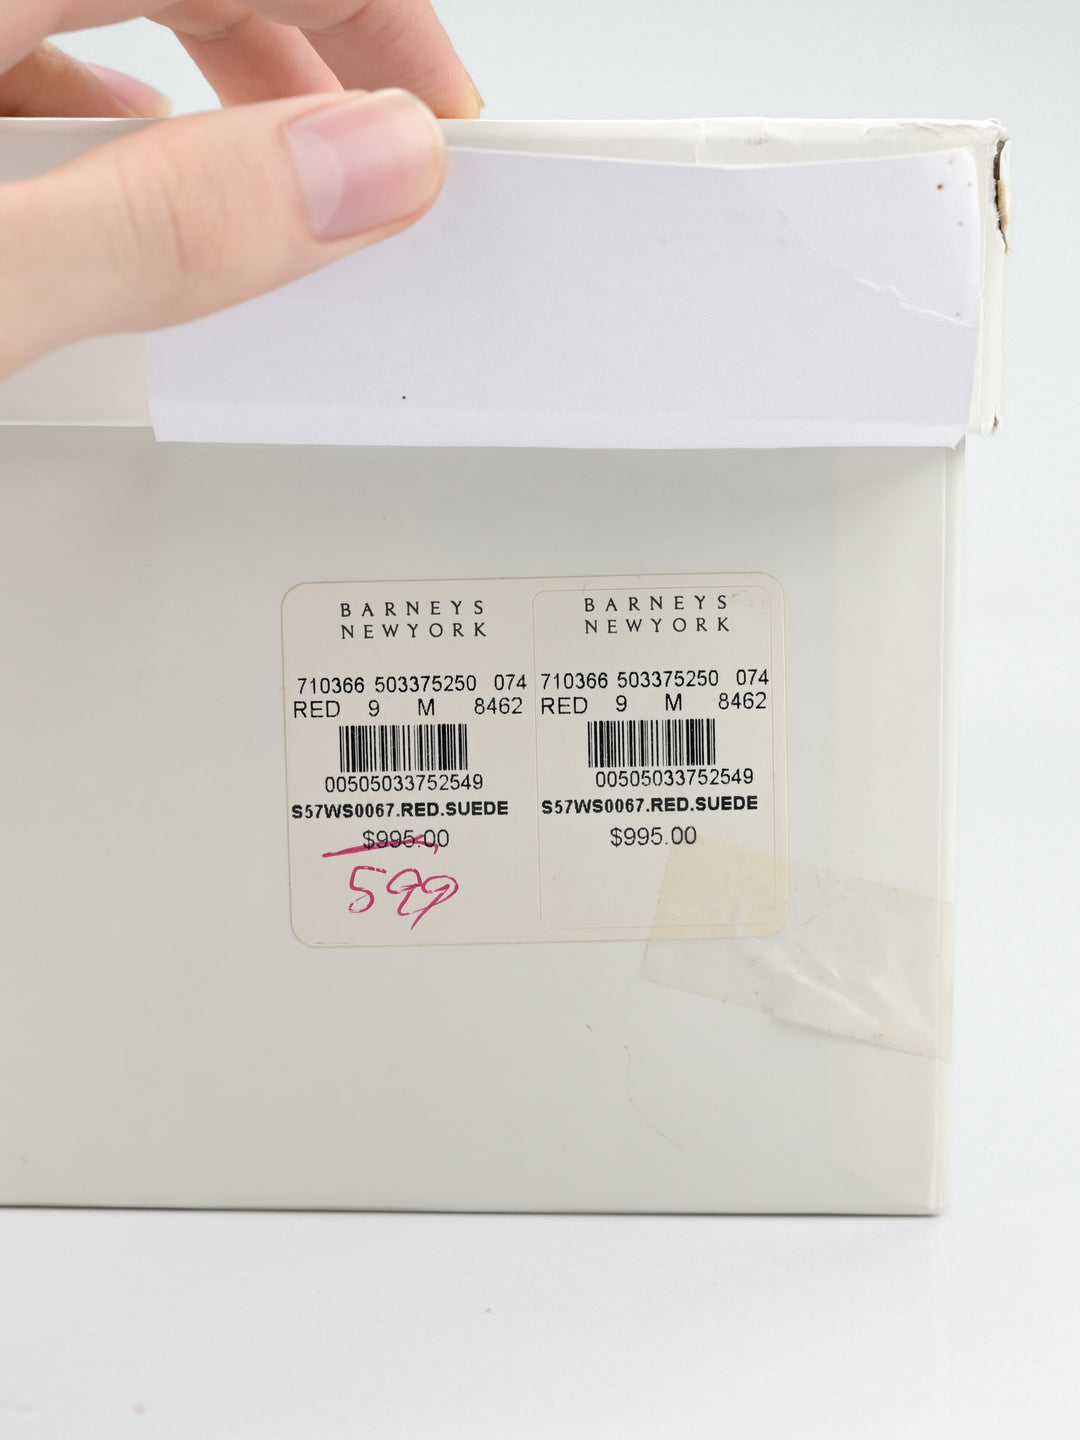 BARNEYS
NEWYORK
710366 503375250 074
RED 9 M 8462
00505033752549
S57WS0067.RED.SUEDE
$995.00
599
BARNEYS
NEWYORK
710366 503375250 074
RED 9 M 8462
00505033752549
S57WS0067.RED.SUEDE
$995.00